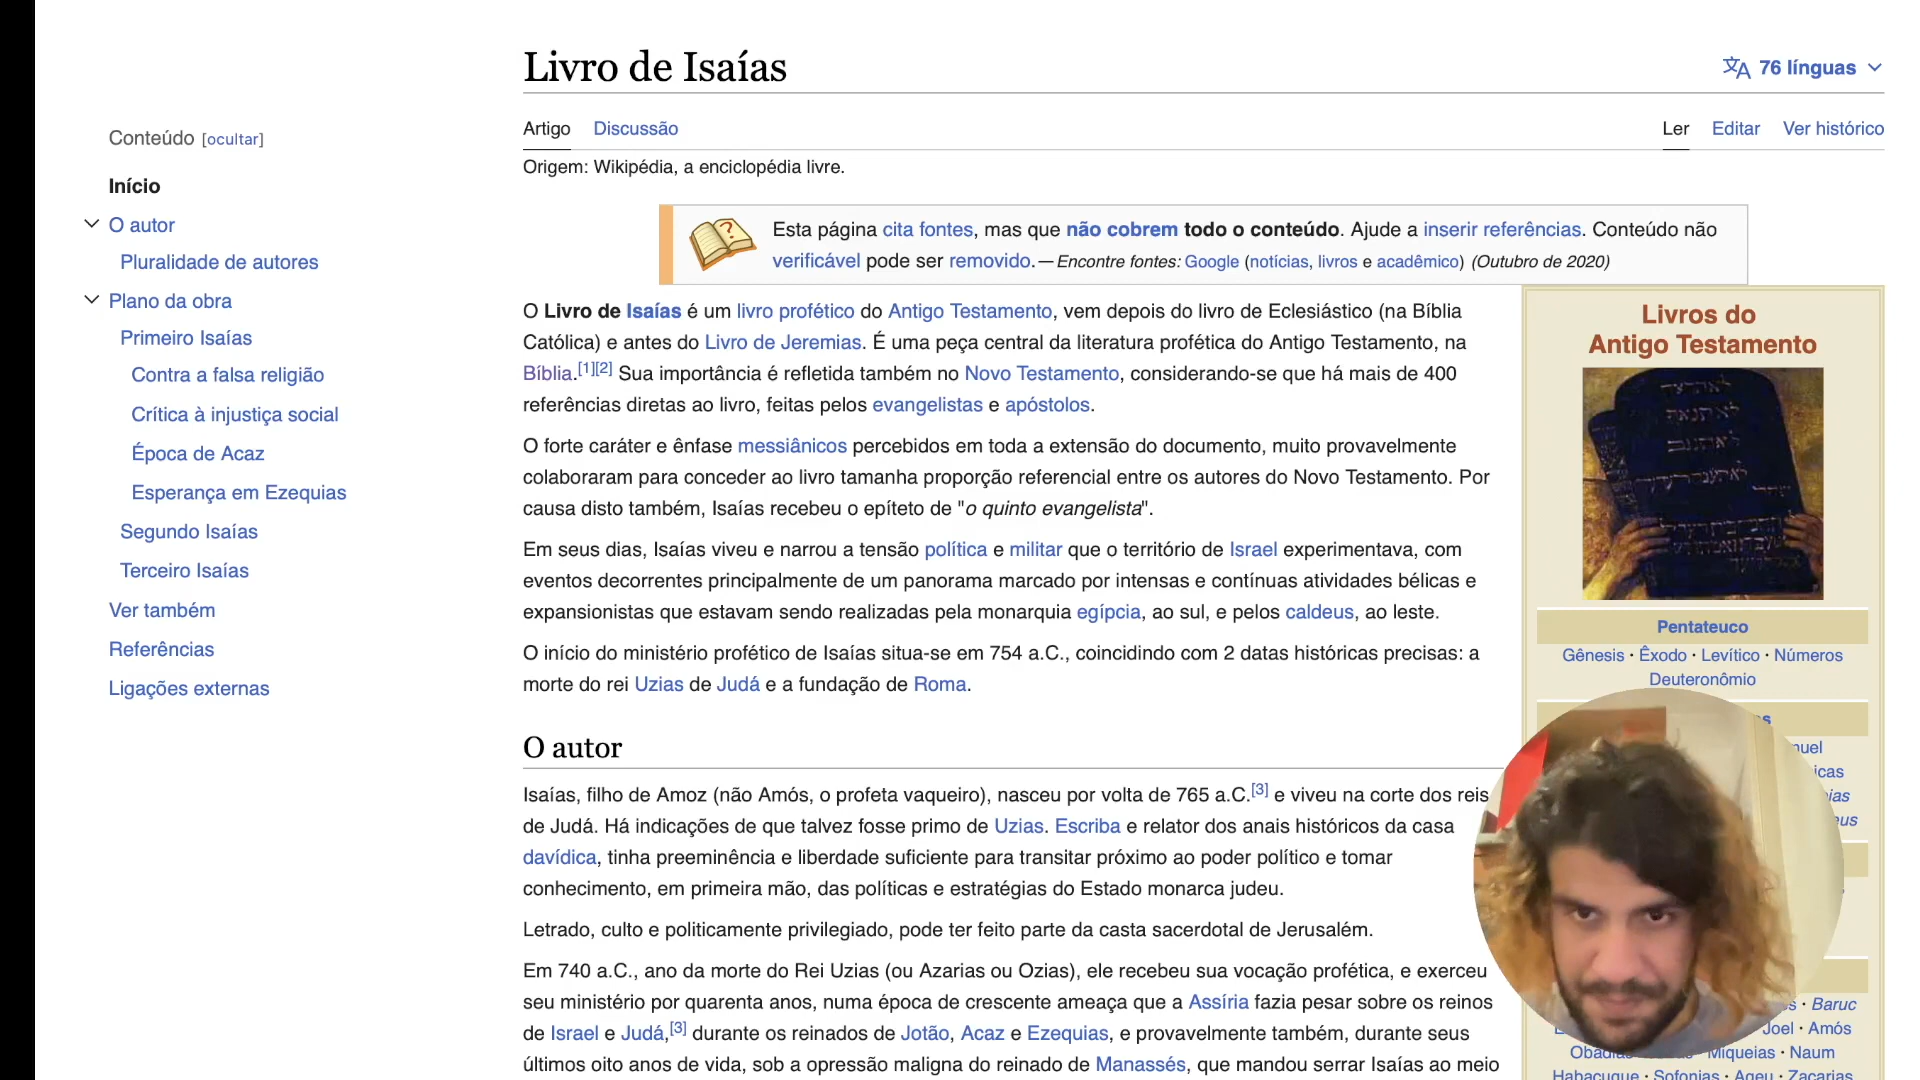 Livro de Isaías
76 línguas
Conteúdo [ocultar]
Início
O autor
Pluralidade de autores
Plano da obra
Primeiro Isaías
Contra a falsa religião
Crítica à injustiça social
Época de Acaz
Esperança em Ezequias
Segundo Isaías
Terceiro Isaías
Ver também
Referências
Ligações externas
Artigo Discussão
Ler Editar Ver histórico
Origem: Wikipédia, a enciclopédia livre.
Esta página cita fontes, mas que não cobrem todo o conteúdo. Ajude a inserir referências. Conteúdo não
verificável pode ser removido.—Encontre fontes: Google (notícias, livros e acadêmico) (Outubro de 2020)
O Livro de Isaías é um livro profético do Antigo Testamento, vem depois do livro de Eclesiástico (na Bíblia
Católica) e antes do Livro de Jeremias. É uma peça central da literatura profética do Antigo Testamento, na
Bíblia.[1][2] Sua importância é refletida também no Novo Testamento, considerando-se que há mais de 400
referências diretas ao livro, feitas pelos evangelistas e apóstolos.
O forte caráter e ênfase messiânicos percebidos em toda a extensão do documento, muito provavelmente
colaboraram para conceder ao livro tamanha proporção referencial entre os autores do Novo Testamento. Por
causa disto também, Isaías recebeu o epíteto de "o quinto evangelista".
Em seus dias, Isaías viveu e narrou a tensão política e militar que o território de Israel experimentava, com
eventos decorrentes principalmente de um panorama marcado por intensas e contínuas atividades bélicas e
expansionistas que estavam sendo realizadas pela monarquia egípcia, ao sul, e pelos caldeus, ao leste.
O início do ministério profético de Isaías situa-se em 754 a.C., coincidindo com 2 datas históricas precisas: a
morte do rei Uzias de Judá e a fundação de Roma.
O autor
Isaías, filho de Amoz (não Amós, o profeta vaqueiro), nasceu por volta de 765 a.C.[3] e viveu na corte dos reis
de Judá. Há indicações de que talvez fosse primo de Uzias. Escriba e relator dos anais históricos da casa
davídica, tinha preeminência e liberdade suficiente para transitar próximo ao poder político e tomar
conhecimento, em primeira mão, das políticas e estratégias do Estado monarca judeu.
Letrado, culto e politicamente privilegiado, pode ter feito parte da casta sacerdotal de Jerusalém.
Em 740 a.C., ano da morte do Rei Uzias (ou Azarias ou Ozias), ele recebeu sua vocação profética, e exerceu
seu ministério por quarenta anos, numa época de crescente ameaça que a Assíria fazia pesar sobre os reinos
de Israel e Judá,[3] durante os reinados de Jotão, Acaz e Ezequias, e provavelmente também, durante seus
últimos oito anos de vida, sob a opressão maligna do reinado de Manassés, que mandou serrar Isaías ao meio
Livros do
Antigo Testamento
Pentateuco
Gênesis · Êxodo · Levítico · Números
Deuteronômio
· Baruc
Joel · Amós
Miqueias · Naum
Habacuque · Sofonias · Ageu · Zacarias